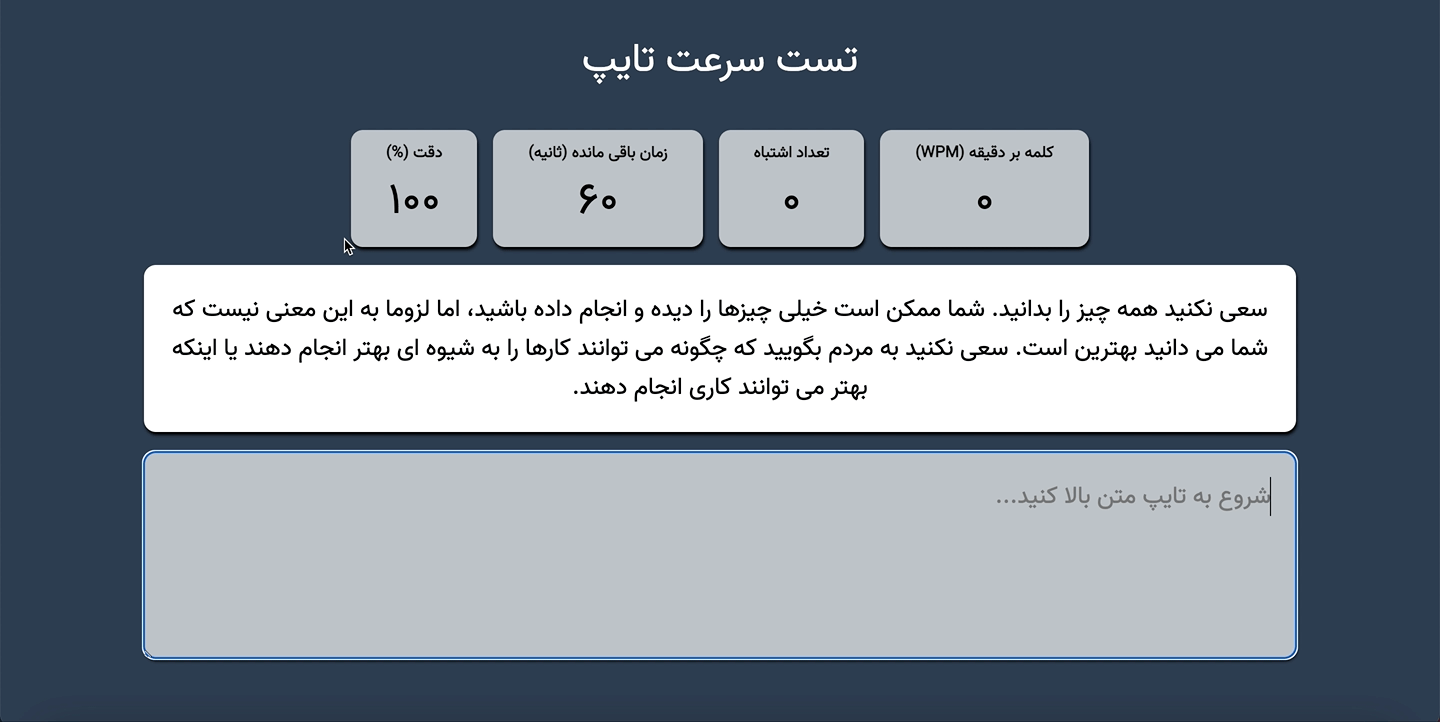 تست سرعت تایپ
کلمه بر دقیقه (WPM)
۰
تعداد اشتباه
۰
زمان باقی مانده (ثانیه)
۶۰
دقت (%)
۱۰۰
سعی نکنید همه چیز را بدانید. شما ممکن است خیلی چیزها را دیده و انجام داده باشید، اما لزوما به این معنی نیست که
شما می دانید بهترین است. سعی نکنید به مردم بگویید که چگونه می توانند کارها را به شیوه ای بهتر انجام دهند یا اینکه
بهتر می توانند کاری انجام دهند.
شروع به تایپ متن بالا کنید...